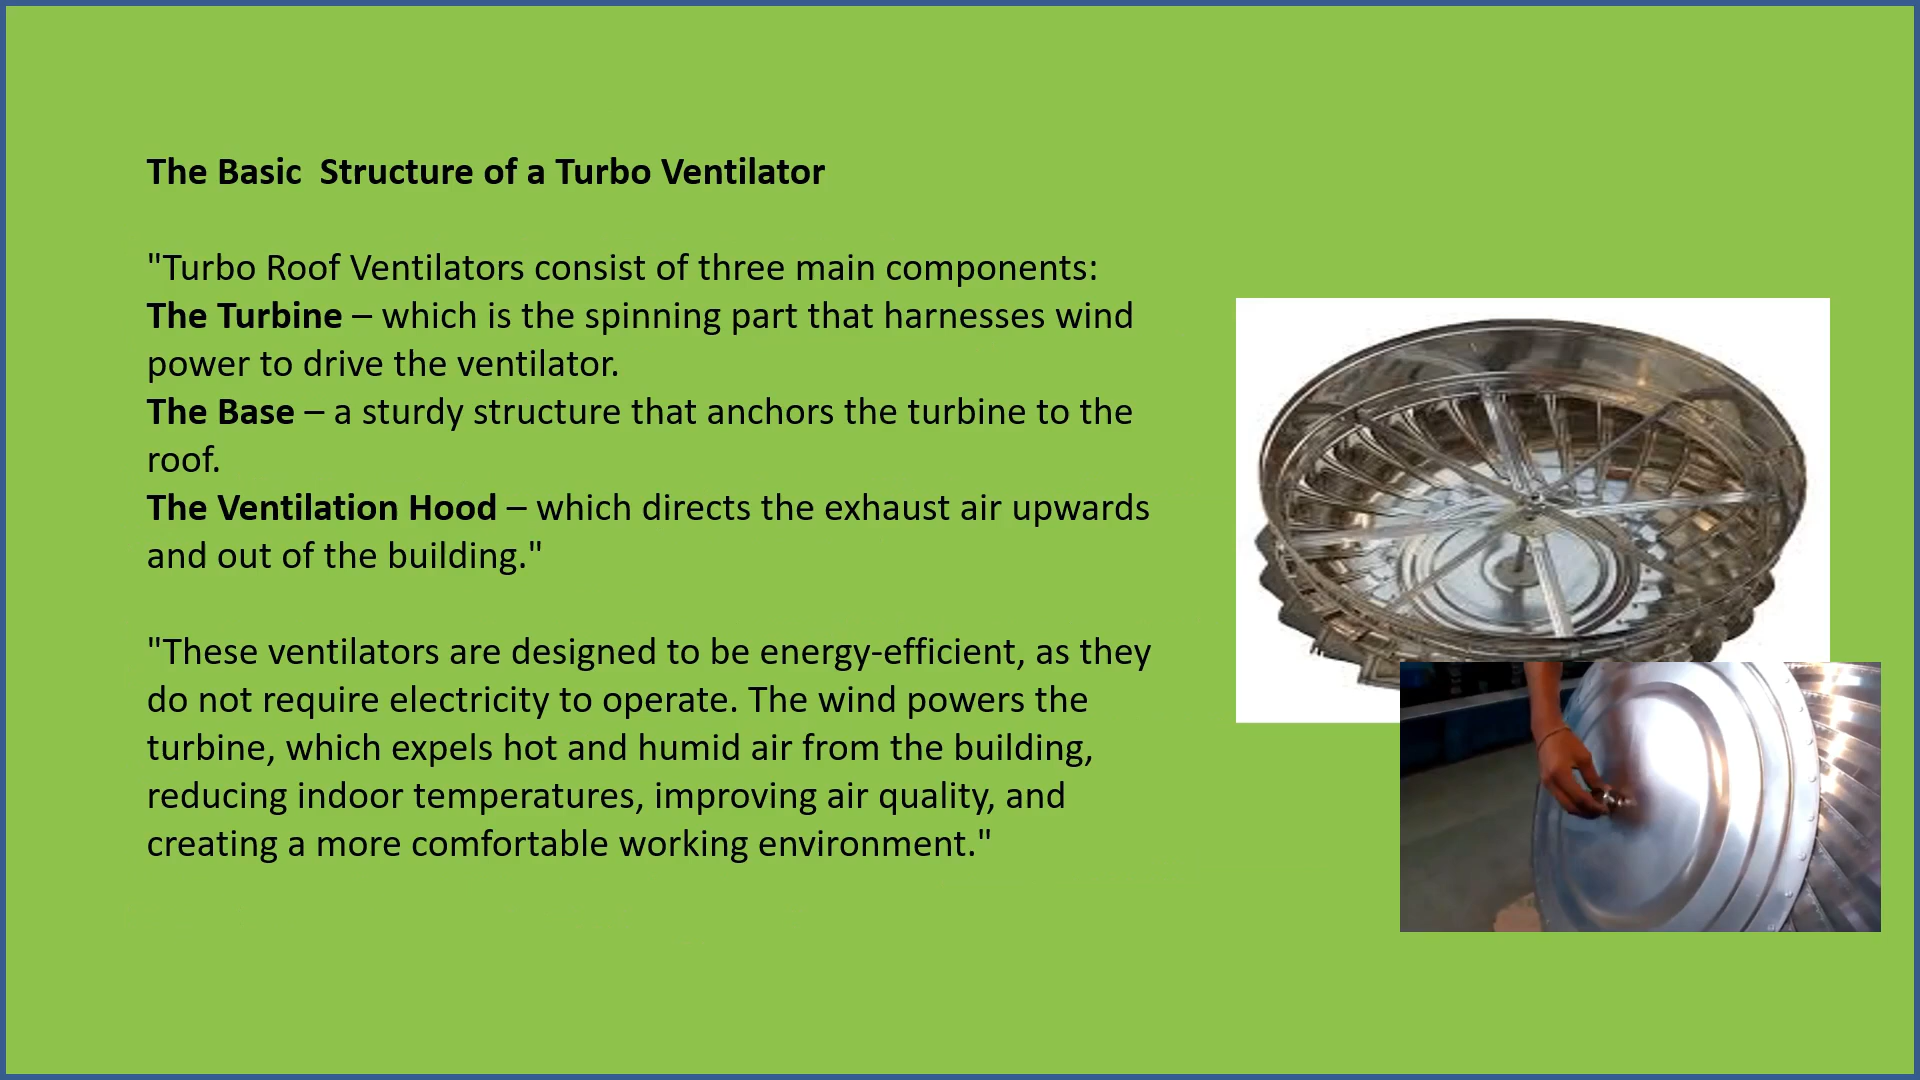 The Basic  Structure of a Turbo Ventilator
"Turbo Roof Ventilators consist of three main components:
The Turbine – which is the spinning part that harnesses wind
power to drive the ventilator.
The Base – a sturdy structure that anchors the turbine to the
roof.
The Ventilation Hood – which directs the exhaust air upwards
and out of the building."
"These ventilators are designed to be energy-efficient, as they
do not require electricity to operate. The wind powers the
turbine, which expels hot and humid air from the building,
reducing indoor temperatures, improving air quality, and
creating a more comfortable working environment."